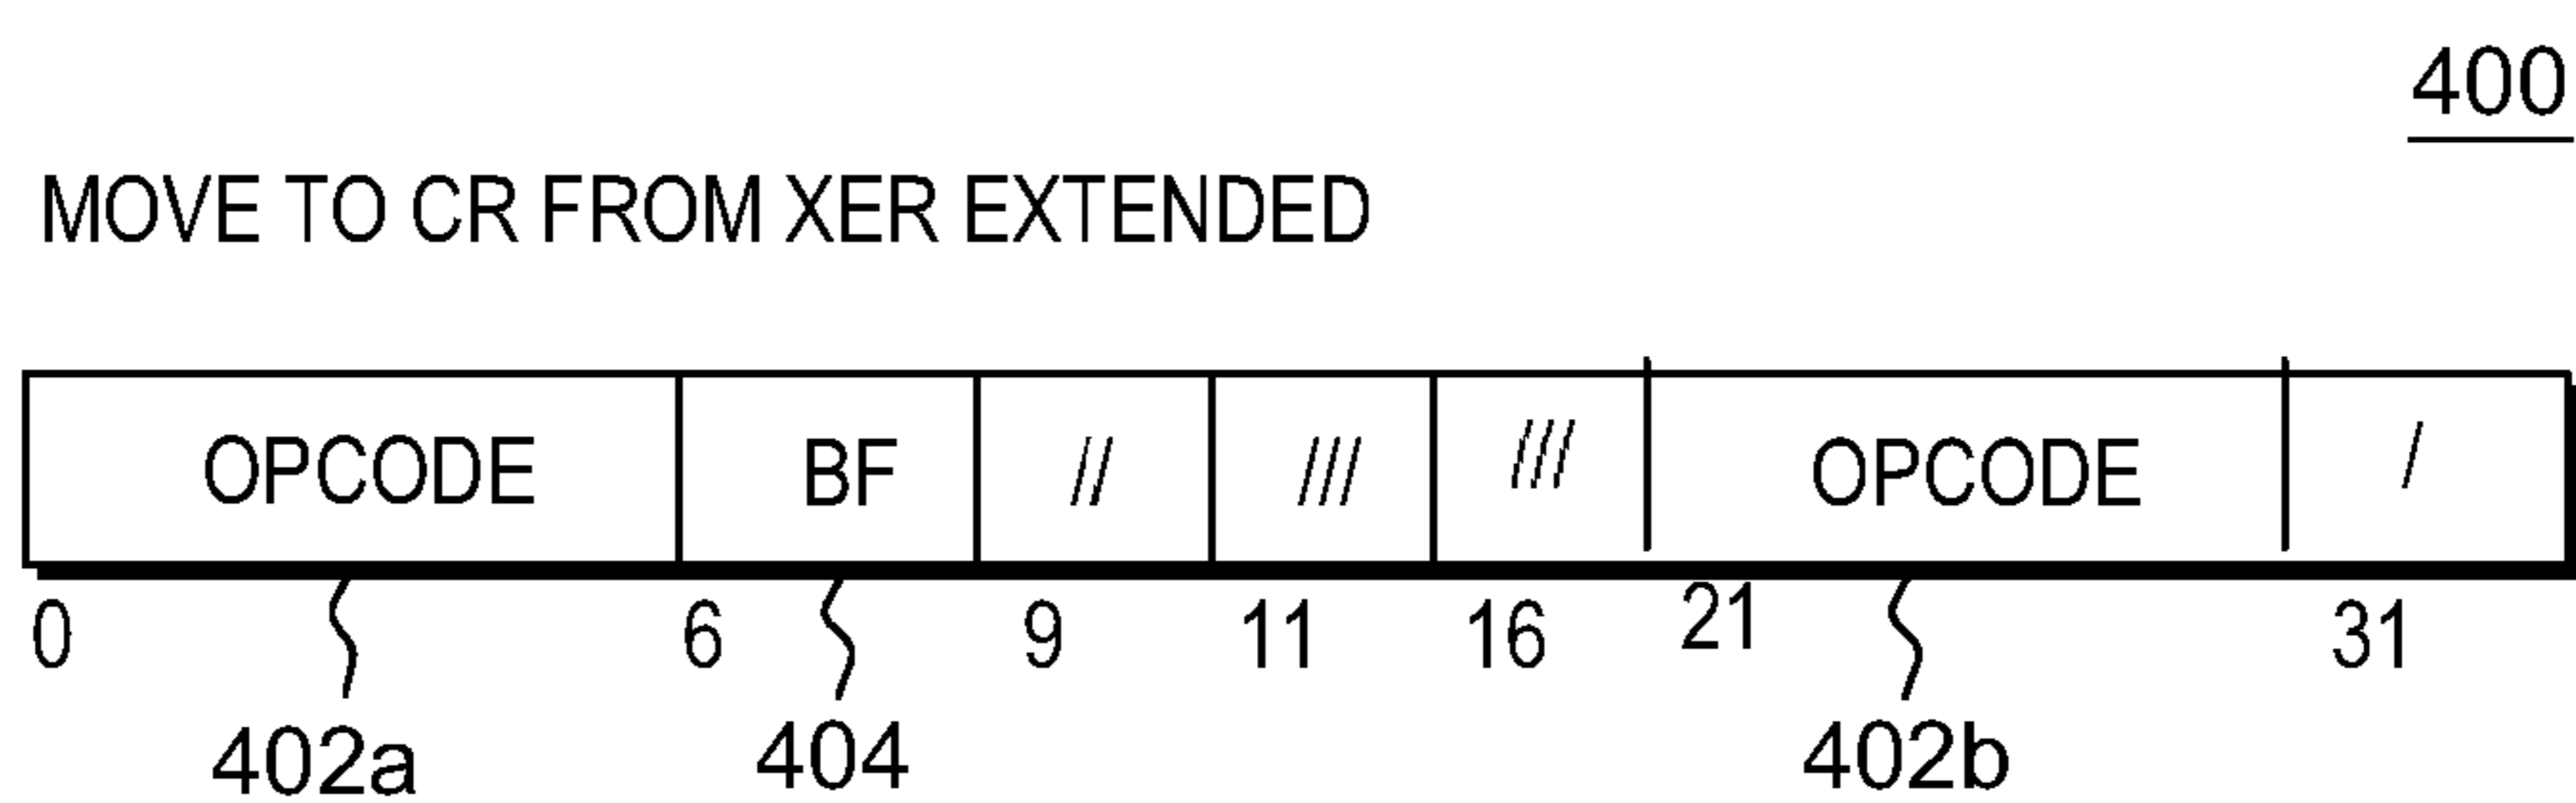 400
MOVE TO CR FROM XER EXTENDED
OPCODE BF // /// /// OPCODE /
0 6 9 11 16 21 31
402a 404 402b